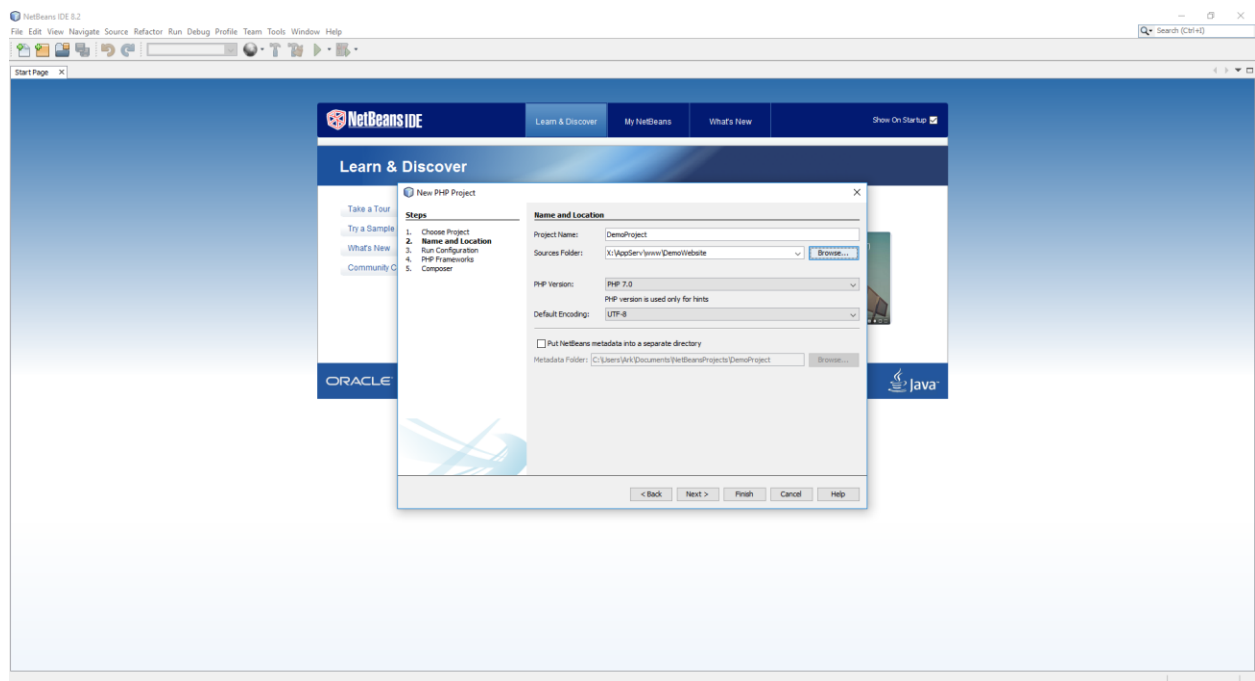 NetBeans IDE 8.2
File Edit View Navigate Source Refactor Run Debug Profile Team Tools Window Help
Search (Ctrl+I)
Start Page
NetBeans IDE
Learn & Discover
My NetBeans
What's New
Show On Startup
Learn & Discover
Take a Tour
Try a Sample
What's New
Community C
ORACLE
Java
New PHP Project
Steps
1. Choose Project
2. Name and Location
3. Run Configuration
4. PHP Frameworks
5. Composer
Name and Location
Project Name: DemoProject
Sources Folder: X:\AppServ\www\DemoWebsite Browse...
PHP Version: PHP 7.0
PHP version is used only for hints
Default Encoding: UTF-8
Put NetBeans metadata into a separate directory
Metadata Folder: C:\Users\Ark\Documents\NetBeansProjects\DemoProject Browse...
< Back Next > Finish Cancel Help